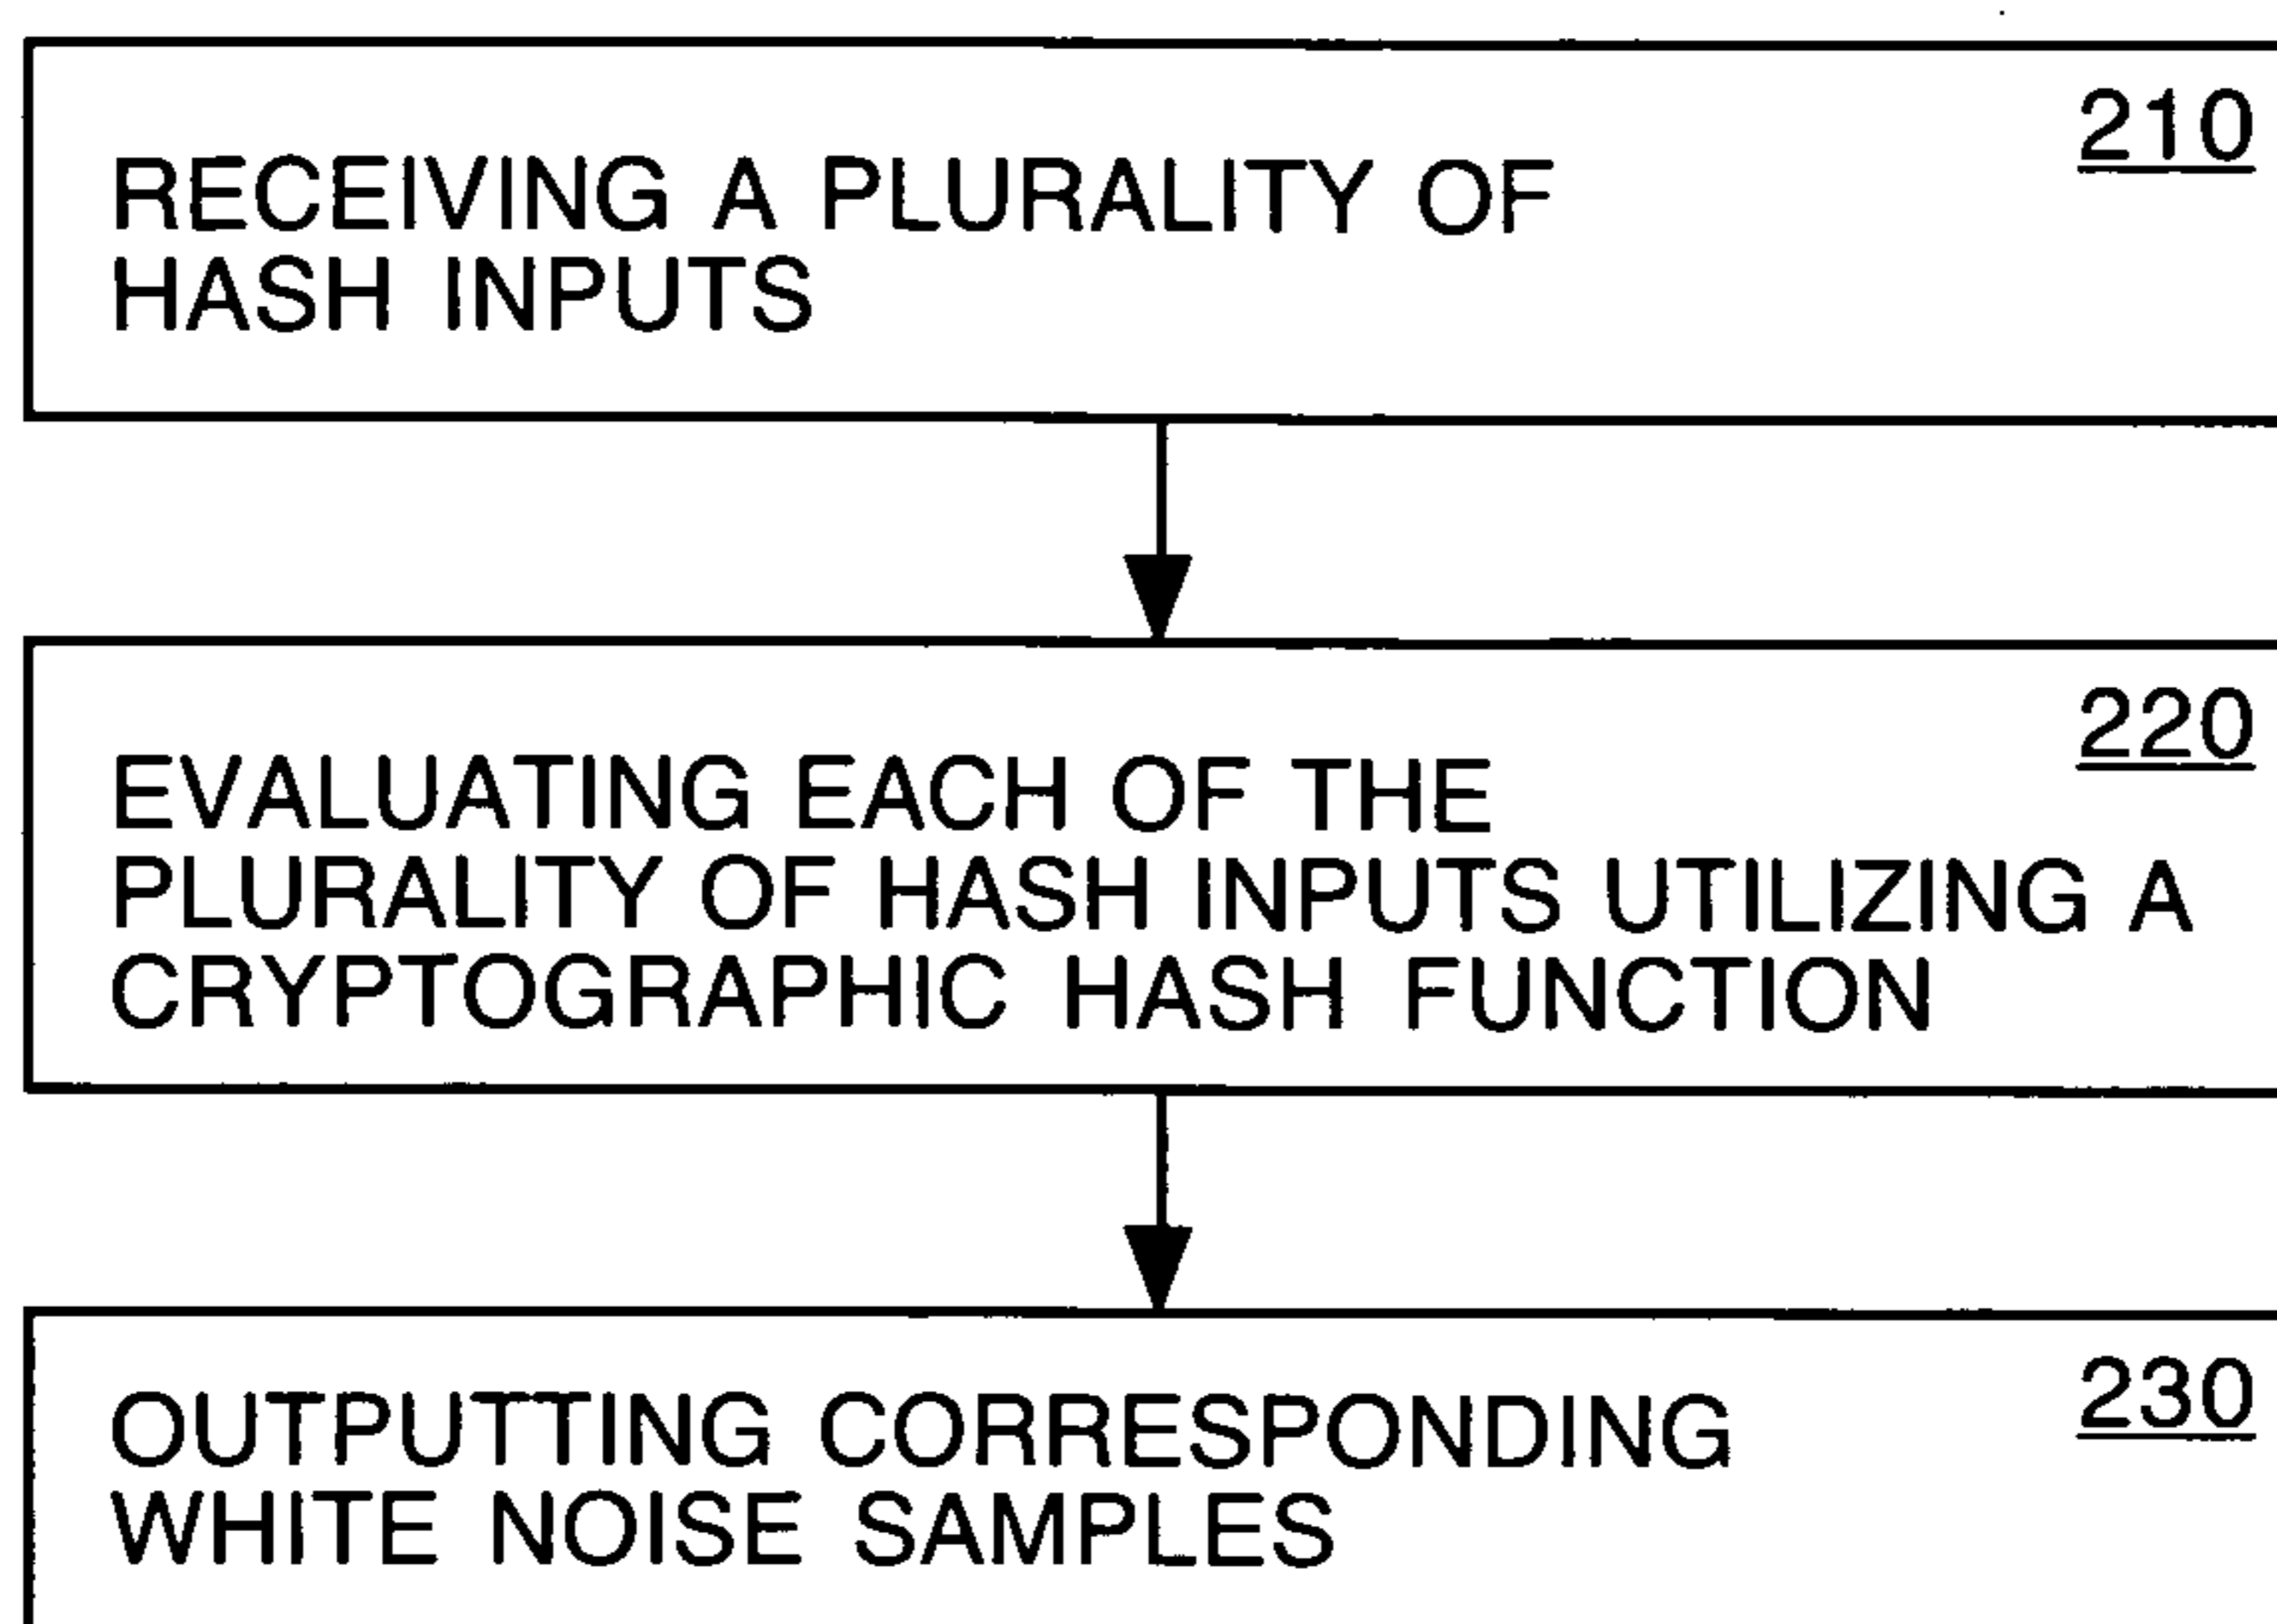 210
RECEIVING A PLURALITY OF
HASH INPUTS
220
EVALUATING EACH OF THE
PLURALITY OF HASH INPUTS UTILIZING A
CRYPTOGRAPHIC HASH FUNCTION
230
OUTPUTTING CORRESPONDING
WHITE NOISE SAMPLES